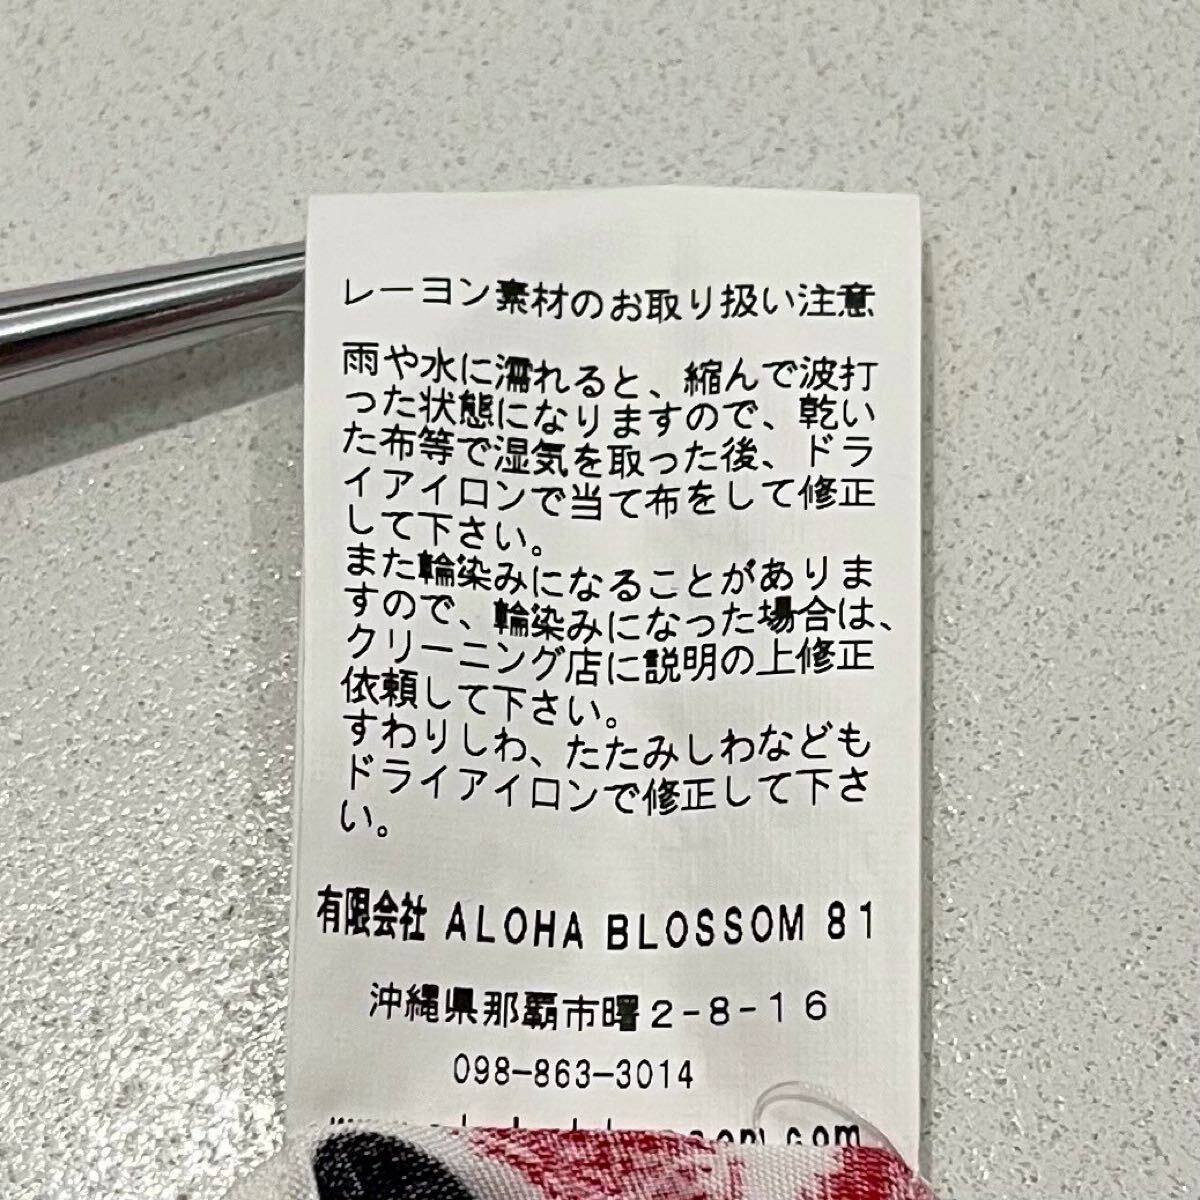 レーヨン素材のお取り扱い注意
雨や水に濡れると、縮んで波打
った状態になりますので、乾い
た布等で湿気を取った後、ドラ
イアイロンで当て布をして修正
して下さい。
また輪染みになることがありま
すので、輪染みになった場合は、
クリーニング店に説明の上修正
依頼して下さい。
すわりしわ、たたみしわなども
ドライアイロンで修正して下さ
い。
有限会社 ALOHA BLOSSOM 81
沖縄県那覇市曙2-8-16
098-863-3014